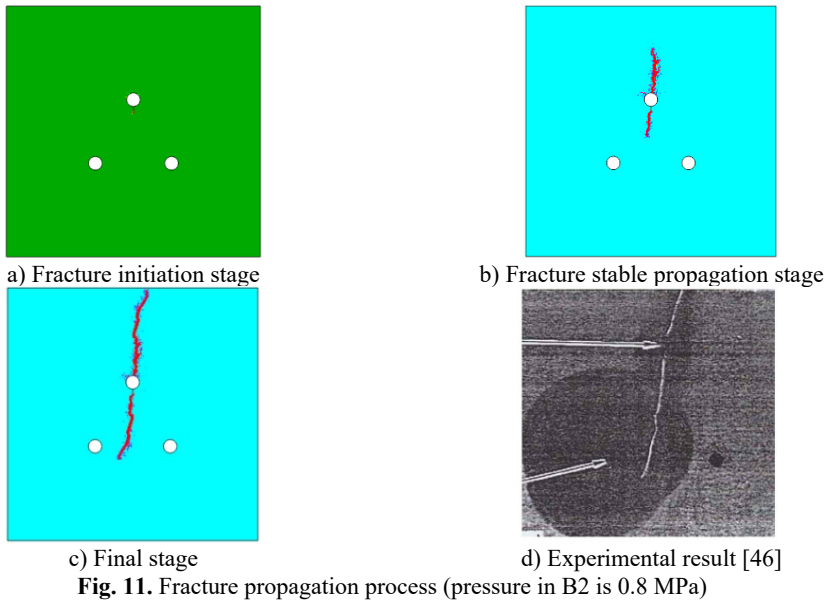 a) Fracture initiation stage
b) Fracture stable propagation stage
c) Final stage
d) Experimental result [46]
Fig. 11. Fracture propagation process (pressure in B2 is 0.8 MPa)